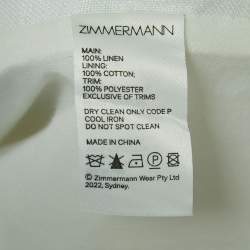 ZIMMERMANN
MAIN:
100% LINEN
LINING:
100% COTTON;
TRIM:
100% POLYESTER
EXCLUSIVE OF TRIMS
DRY CLEAN ONLY CODE P
COOL IRON
DO NOT SPOT CLEAN
MADE IN CHINA
P
© Zimmermann Wear Pty Ltd
2022, Sydney.